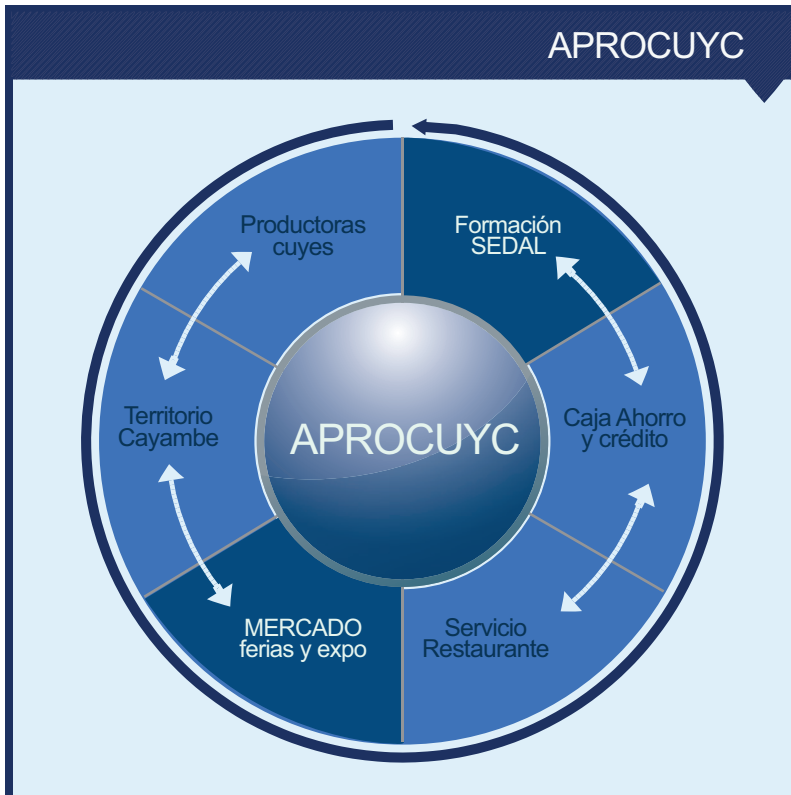 APROCUYC
Productoras
cuyes
Formación
SEDAL
Territorio
Cayambe
APROCUYC
Caja Ahorro
y crédito
MERCADO
ferias y expo
Servicio
Restaurante